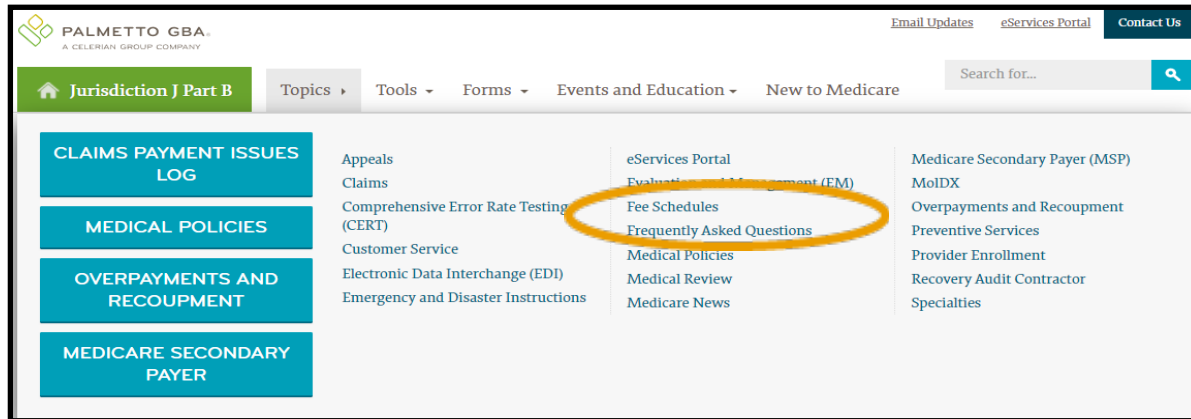 PALMETTO GBA®
A CELERIAN GROUP COMPANY
Email Updates eServices Portal Contact Us
Jurisdiction J Part B Topics Tools Forms Events and Education New to Medicare
Search for...
CLAIMS PAYMENT ISSUES
LOG
MEDICAL POLICIES
OVERPAYMENTS AND
RECOUPMENT
MEDICARE SECONDARY
PAYER
Appeals
Claims
Comprehensive Error Rate Testing
(CERT)
Customer Service
Electronic Data Interchange (EDI)
Emergency and Disaster Instructions
eServices Portal
Evaluation and Management (EM)
Fee Schedules
Frequently Asked Questions
Medical Policies
Medical Review
Medicare News
Medicare Secondary Payer (MSP)
MolDX
Overpayments and Recoupment
Preventive Services
Provider Enrollment
Recovery Audit Contractor
Specialties